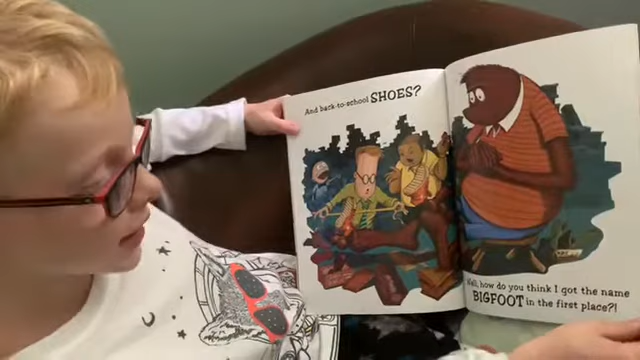 And back-to-school SHOES?
Well, how do you think I got the name
BIGFOOT in the first place?!